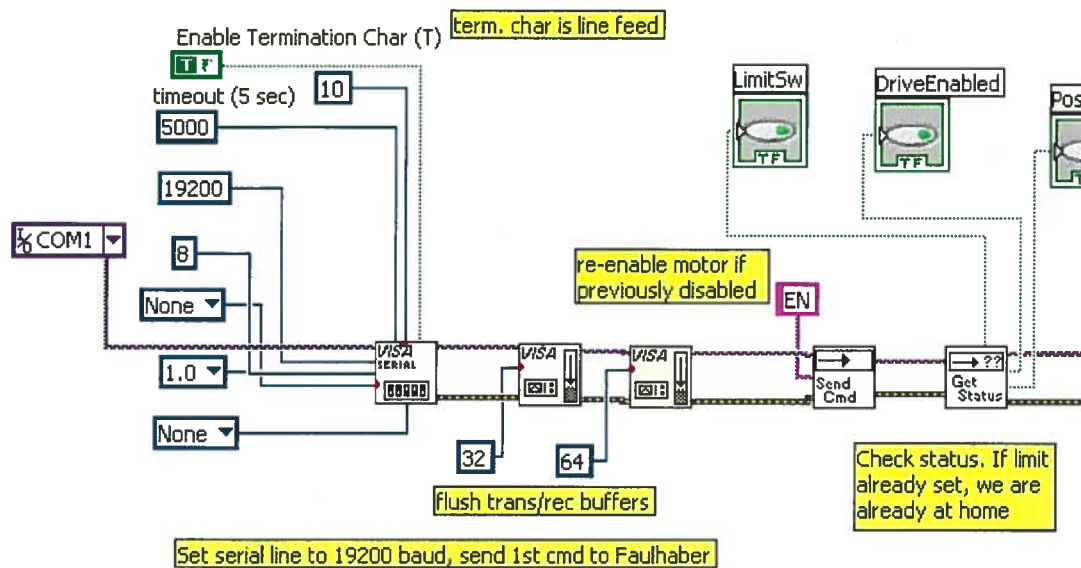 term. char is line feed
Enable Termination Char (T)
T F
timeout (5 sec)
10
5000
19200
COM1
8
None
1.0
None
LimitSw
TF
DriveEnabled
TF
Pos
re-enable motor if
previously disabled
EN
VISA
SERIAL
VISA
VISA
Send
Cmd
??
Get
Status
32
64
flush trans/rec buffers
Check status. If limit
already set, we are
already at home
Set serial line to 19200 baud, send 1st cmd to Faulhaber